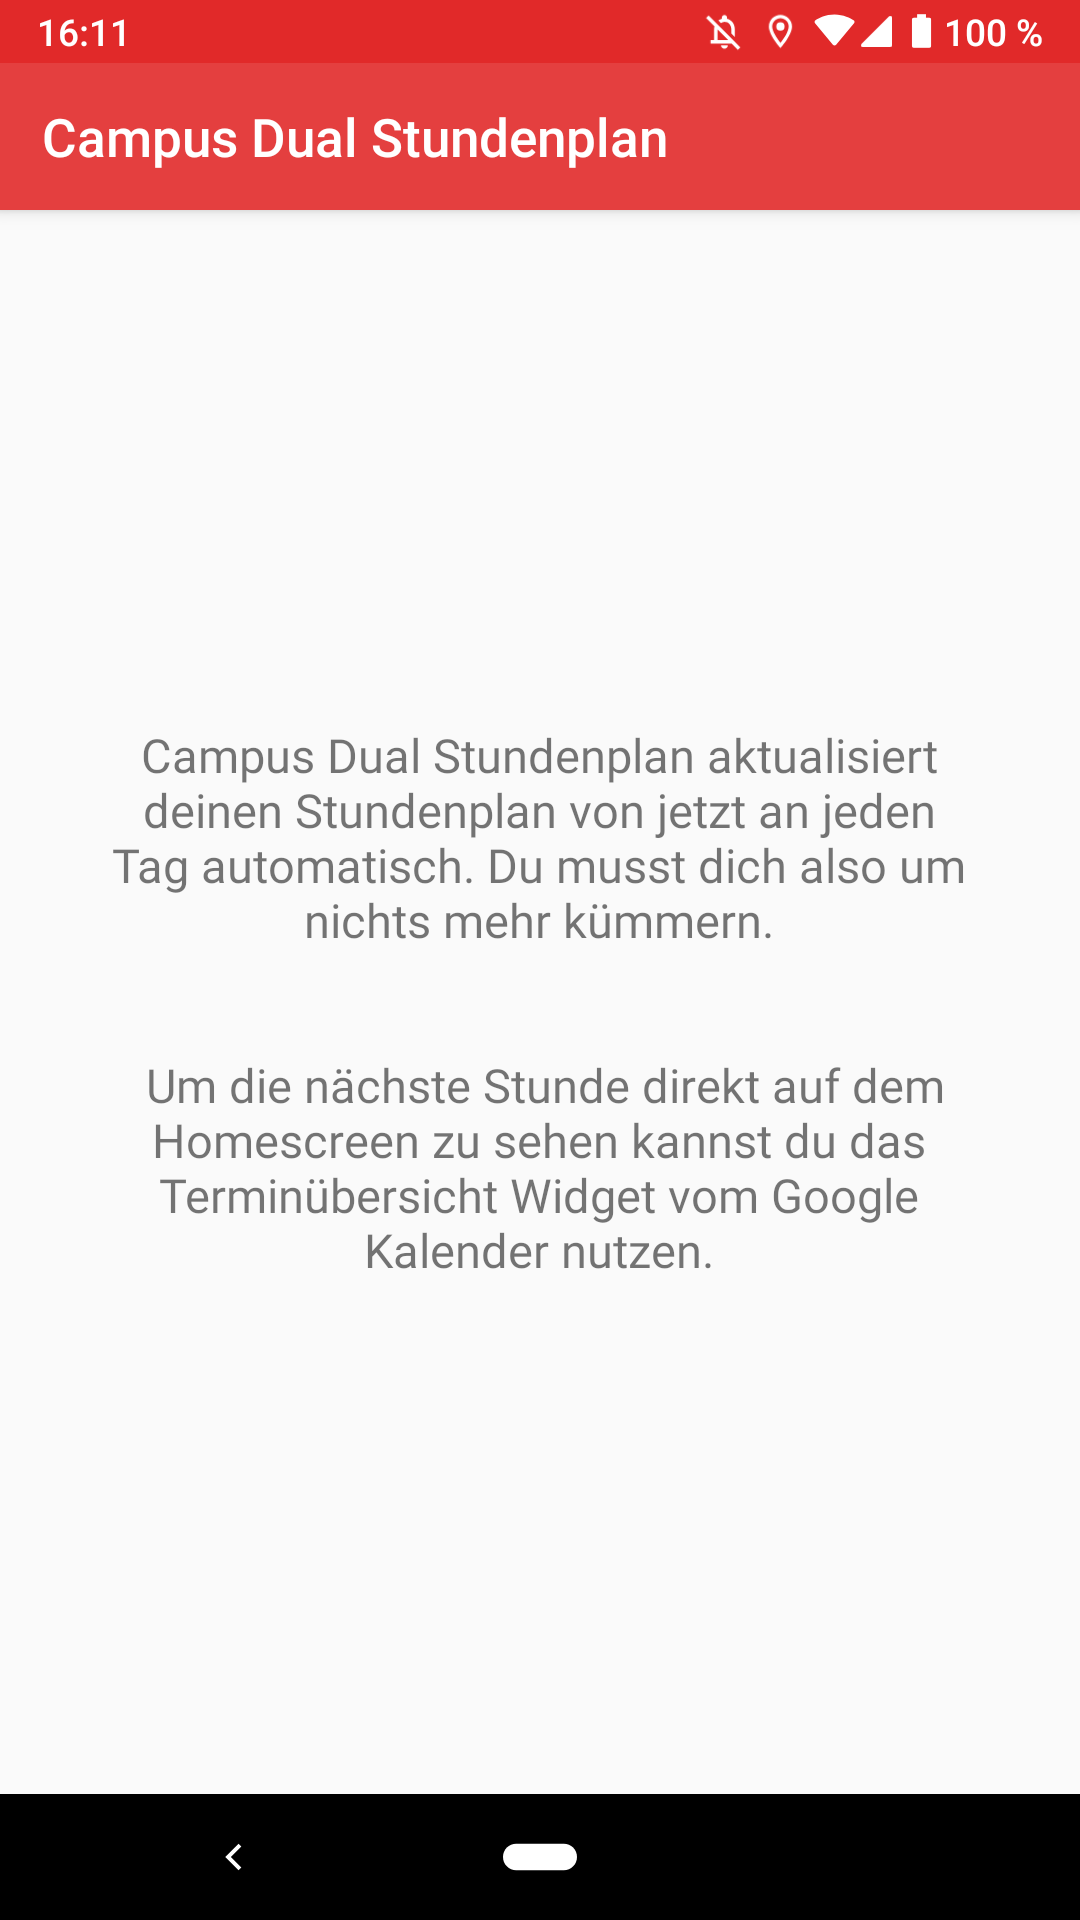 16:11 100 %
Campus Dual Stundenplan
Campus Dual Stundenplan aktualisiert
deinen Stundenplan von jetzt an jeden
Tag automatisch. Du musst dich also um
nichts mehr kümmern.
Um die nächste Stunde direkt auf dem
Homescreen zu sehen kannst du das
Terminübersicht Widget vom Google
Kalender nutzen.